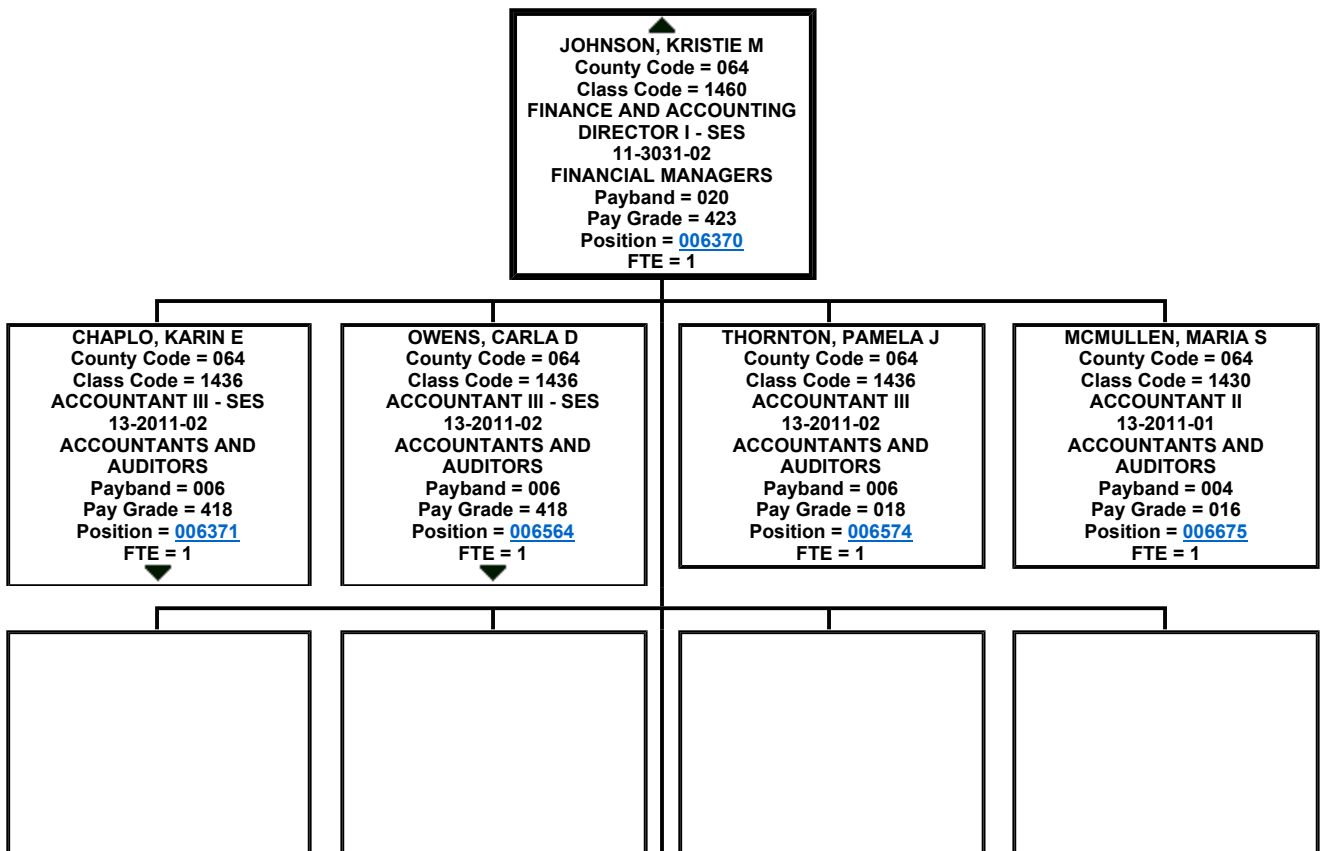 JOHNSON, KRISTIE M
County Code = 064
Class Code = 1460
FINANCE AND ACCOUNTING
DIRECTOR I - SES
11-3031-02
FINANCIAL MANAGERS
Payband = 020
Pay Grade = 423
Position = 006370
FTE = 1
CHAPLO, KARIN E
County Code = 064
Class Code = 1436
ACCOUNTANT III - SES
13-2011-02
ACCOUNTANTS AND
AUDITORS
Payband = 006
Pay Grade = 418
Position = 006371
FTE = 1
OWENS, CARLA D
County Code = 064
Class Code = 1436
ACCOUNTANT III - SES
13-2011-02
ACCOUNTANTS AND
AUDITORS
Payband = 006
Pay Grade = 418
Position = 006564
FTE = 1
THORNTON, PAMELA J
County Code = 064
Class Code = 1436
ACCOUNTANT III
13-2011-02
ACCOUNTANTS AND
AUDITORS
Payband = 006
Pay Grade = 018
Position = 006574
FTE = 1
MCMULLEN, MARIA S
County Code = 064
Class Code = 1430
ACCOUNTANT II
13-2011-01
ACCOUNTANTS AND
AUDITORS
Payband = 004
Pay Grade = 016
Position = 006675
FTE = 1